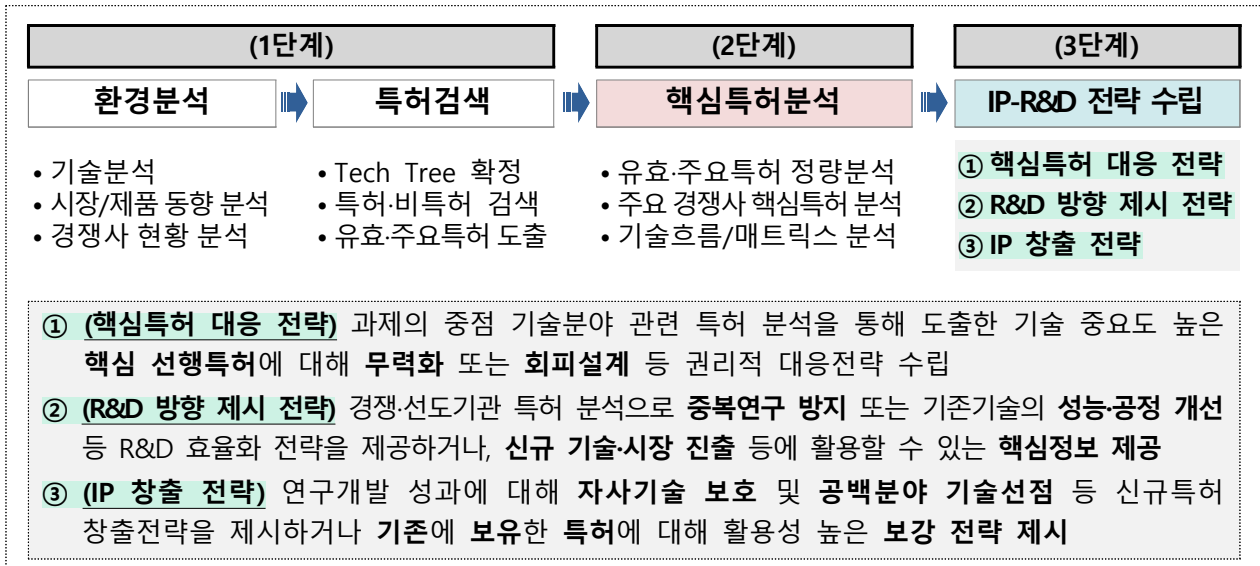 (1단계) (2단계) (3단계)
환경분석 특허검색 핵심특허분석 IP-R&D 전략 수립
• 기술분석
• 시장/제품 동향 분석
• 경쟁사 현황 분석
• Tech Tree 확정
• 특허·비특허 검색
• 유효·주요특허 도출
• 유효·주요특허 정량분석
• 주요 경쟁사 핵심특허 분석
• 기술흐름/매트릭스 분석
① 핵심특허 대응 전략
② R&D 방향 제시 전략
③ IP 창출 전략
① (핵심특허 대응 전략) 과제의 중점 기술분야 관련 특허 분석을 통해 도출한 기술 중요도 높은
핵심 선행특허에 대해 무력화 또는 회피설계 등 권리적 대응전략 수립
② (R&D 방향 제시 전략) 경쟁·선도기관 특허 분석으로 중복연구 방지 또는 기존기술의 성능·공정 개선
등 R&D 효율화 전략을 제공하거나, 신규 기술·시장 진출 등에 활용할 수 있는 핵심정보 제공
③ (IP 창출 전략) 연구개발 성과에 대해 자사기술 보호 및 공백분야 기술선점 등 신규특허
창출전략을 제시하거나 기존에 보유한 특허에 대해 활용성 높은 보강 전략 제시